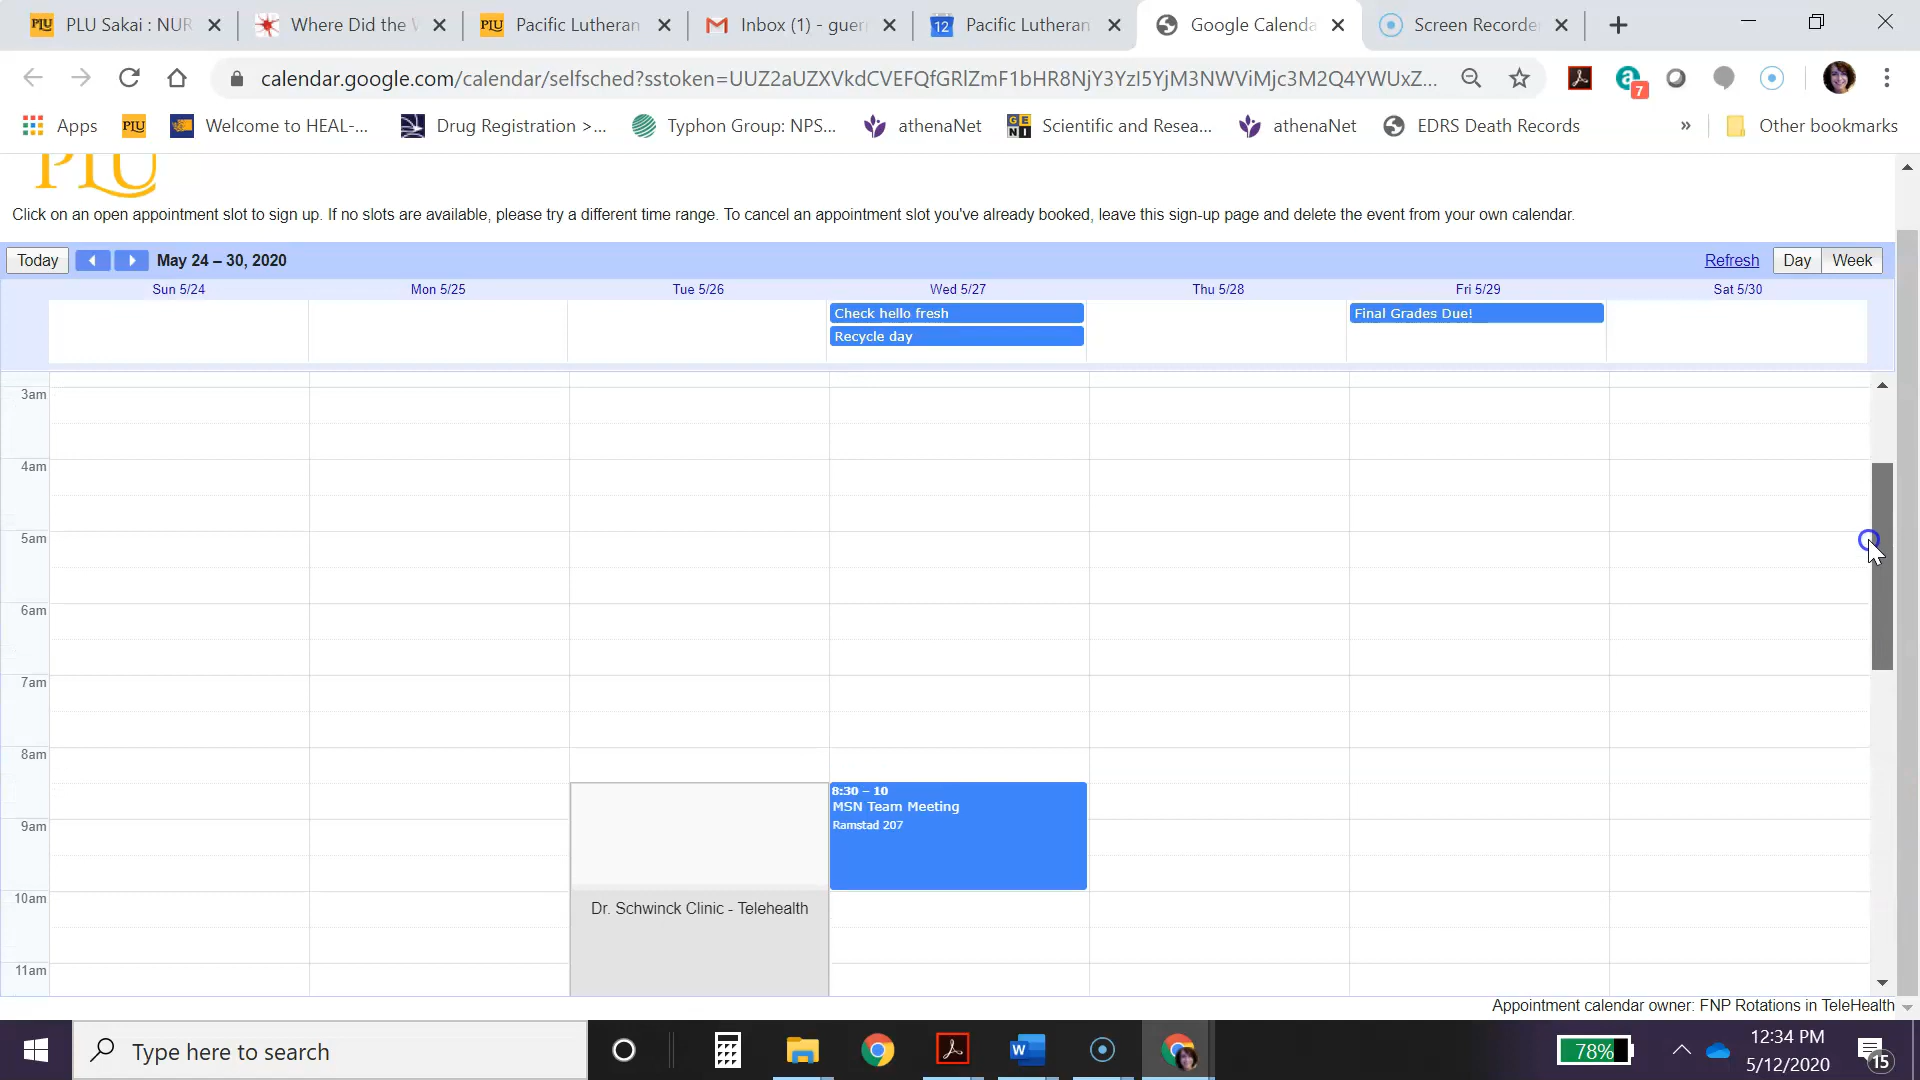 PLU Sakai : NUR
Where Did the
Pacific Lutheran
Inbox (1) - guer
Pacific Lutheran
Google Calenda
Screen Recorde
calendar.google.com/calendar/selfsched?sstoken=UUZ2aUZXVkdCVEFQfGRlZmF1bHR8NjY3YzI5YjM3NWViMjc3M2Q4YWUxZ...
7
Apps
PLU
Welcome to HEAL-...
Drug Registration >...
Typhon Group: NPS...
athenaNet
GENI
Scientific and Resea...
athenaNet
EDRS Death Records
»
Other bookmarks
PLU
Click on an open appointment slot to sign up. If no slots are available, please try a different time range. To cancel an appointment slot you've already booked, leave this sign-up page and delete the event from your own calendar.
Today
May 24 – 30, 2020
Refresh
Day
Week
Sun 5/24
Mon 5/25
Tue 5/26
Wed 5/27
Thu 5/28
Fri 5/29
Sat 5/30
Check hello fresh
Final Grades Due!
Recycle day
3am
4am
5am
6am
7am
8am
8:30 – 10
MSN Team Meeting
Ramstad 207
9am
10am
Dr. Schwinck Clinic - Telehealth
11am
Appointment calendar owner: FNP Rotations in TeleHealth
Type here to search
78%
12:34 PM
5/12/2020
15